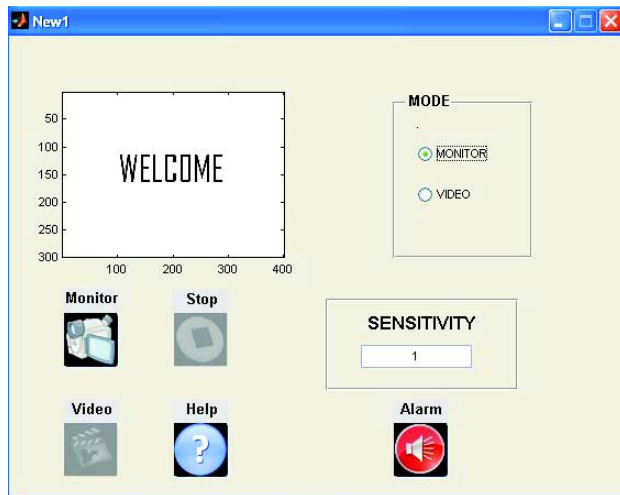 New1
MODE
50
100
150
200
250
300
WELCOME
100 200 300 400
MONITOR
VIDEO
Monitor Stop
SENSITIVITY
1
Video Help Alarm
?